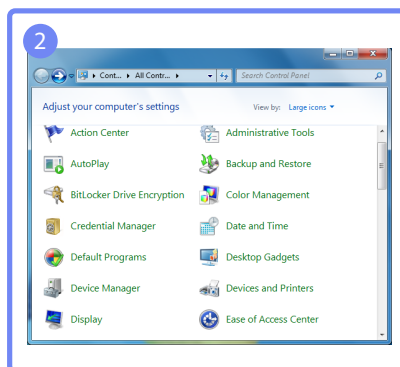 2
Cont... All Contr...
Search Control Panel
Adjust your computer's settings
View by: Large icons
Action Center
Administrative Tools
AutoPlay
Backup and Restore
BitLocker Drive Encryption
Color Management
Credential Manager
Date and Time
Default Programs
Desktop Gadgets
Device Manager
Devices and Printers
Display
Ease of Access Center